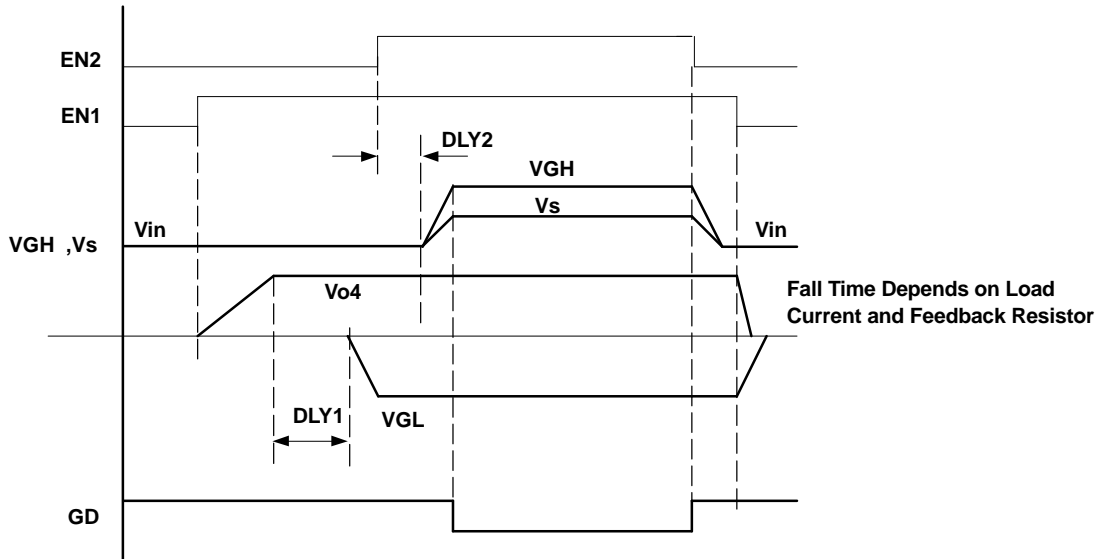 EN2
EN1
DLY2
VGH
Vs
Vin
Vin
VGH ,Vs
Vo4
Fall Time Depends on Load
Current and Feedback Resistor
DLY1
VGL
GD